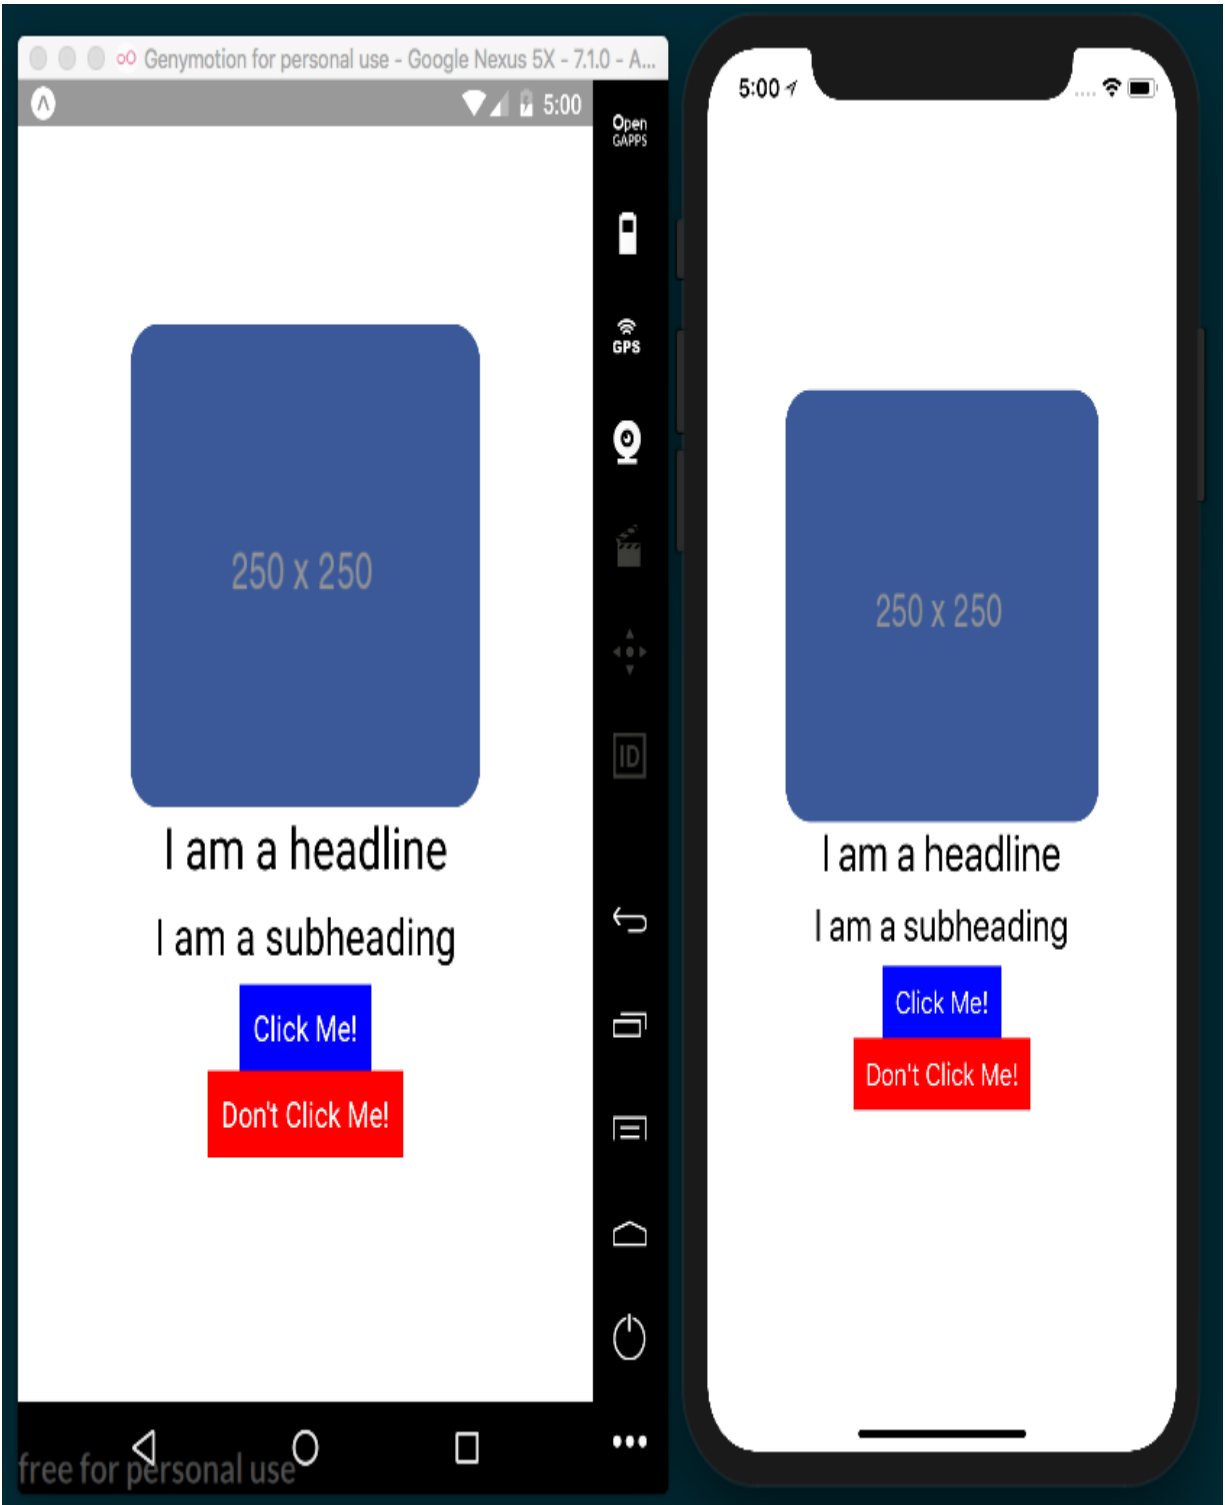 Genymotion for personal use - Google Nexus 5X - 7.1.0 - A...
5:00
Open
GAPPS
GPS
250 x 250
ID
I am a headline
I am a subheading
Click Me!
Don't Click Me!
free for personal use
5:00
250 x 250
I am a headline
I am a subheading
Click Me!
Don't Click Me!